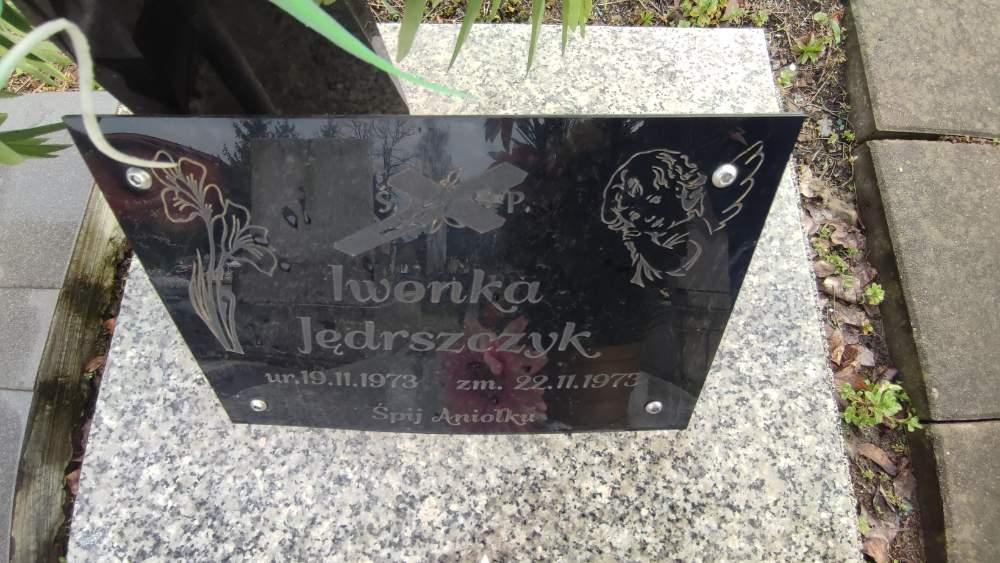 Ś. P.
Iwonka
Jędrszczyk
ur. 19.11.1973 zm. 22.11.1973
Śpij Aniołku